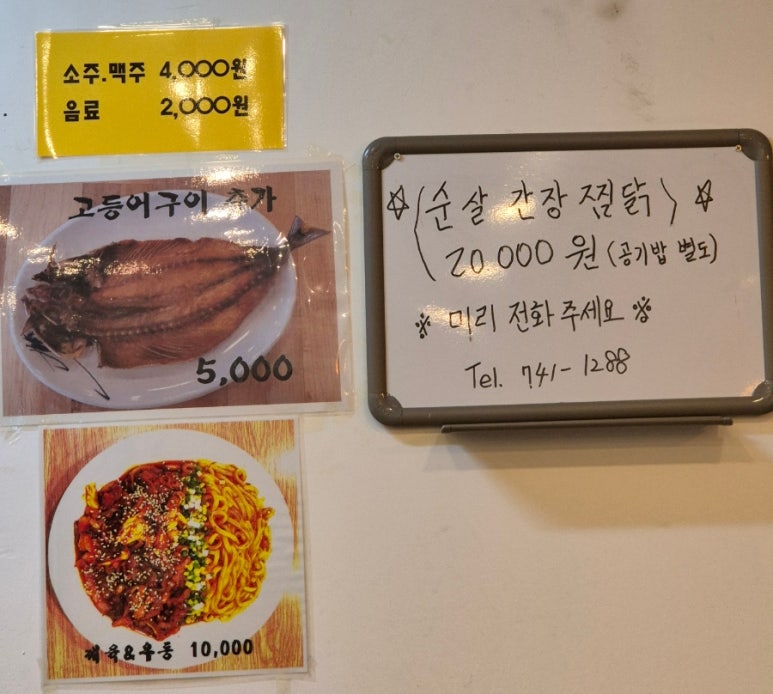 소주.맥주 4,000원
음료 2,000원
고등어구이 추가
5,000
제육&우동 10,000
☆(순살 간장 찜닭)☆
20000원 (공기밥 별도)
※ 미리 전화 주세요 ※
Tel. 741-1288